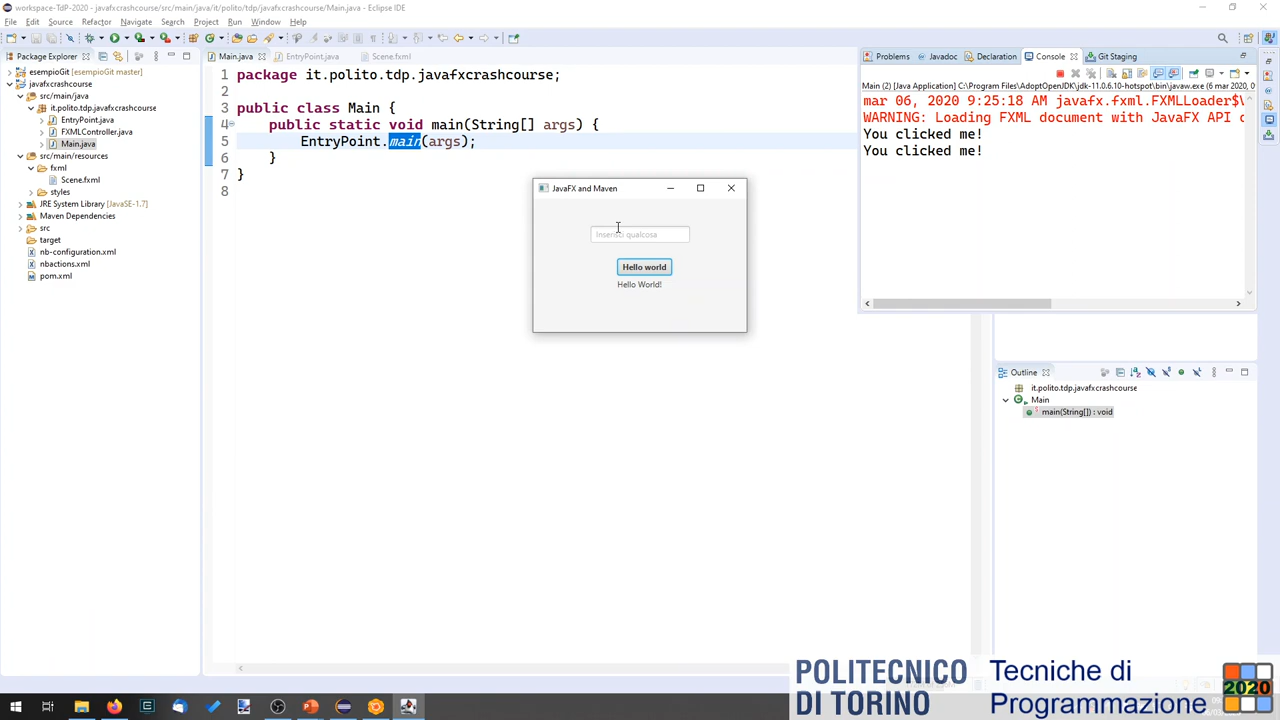 workspace-TdP-2020 - javafxcrashcourse/src/main/java/it/polito/tdp/javafxcrashcourse/Main.java - Eclipse IDE
File Edit Source Refactor Navigate Search Project Run Window Help
Package Explorer
esempioGit [esempioGit master]
javafxcrashcourse
src/main/java
it.polito.tdp.javafxcrashcourse
EntryPoint.java
FXMLController.java
Main.java
src/main/resources
fxml
Scene.fxml
styles
JRE System Library [JavaSE-1.7]
Maven Dependencies
src
target
nb-configuration.xml
nbactions.xml
pom.xml
Main.java EntryPoint.java Scene.fxml
1 package it.polito.tdp.javafxcrashcourse;
2
3 public class Main {
4 public static void main(String[] args) {
5 EntryPoint.main(args);
6 }
7 }
8
JavaFX and Maven
Inserisci qualcosa
Hello world
Hello World!
Problems Javadoc Declaration Console Git Staging
Main (2) [Java Application] C:\Program Files\AdoptOpenJDK\jdk-11.0.6.10-hotspot\bin\javaw.exe (6 mar 2020,
mar 06, 2020 9:25:18 AM javafx.fxml.FXMLLoader$
WARNING: Loading FXML document with JavaFX API
You clicked me!
You clicked me!
Outline
it.polito.tdp.javafxcrashcourse
Main
main(String[]) : void
POLITECNICO
DI TORINO
Tecniche di
Programmazione
2020